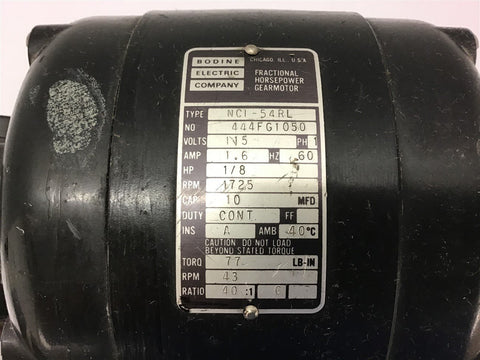 BODINE CHICAGO, ILL., U.S.A.
ELECTRIC FRACTIONAL
COMPANY HORSEPOWER
GEARMOTOR
TYPE NCI-54RL
NO 444FG1050
VOLTS 115 PH 1
AMP 1.6 HZ 60
HP 1/8
RPM 1725
CAP 10 MFD
DUTY CONT. FF
INS A AMB 40°C
CAUTION: DO NOT LOAD
BEYOND STATED TORQUE
TORQ 77 LB-IN
RPM 43
RATIO 40 :1